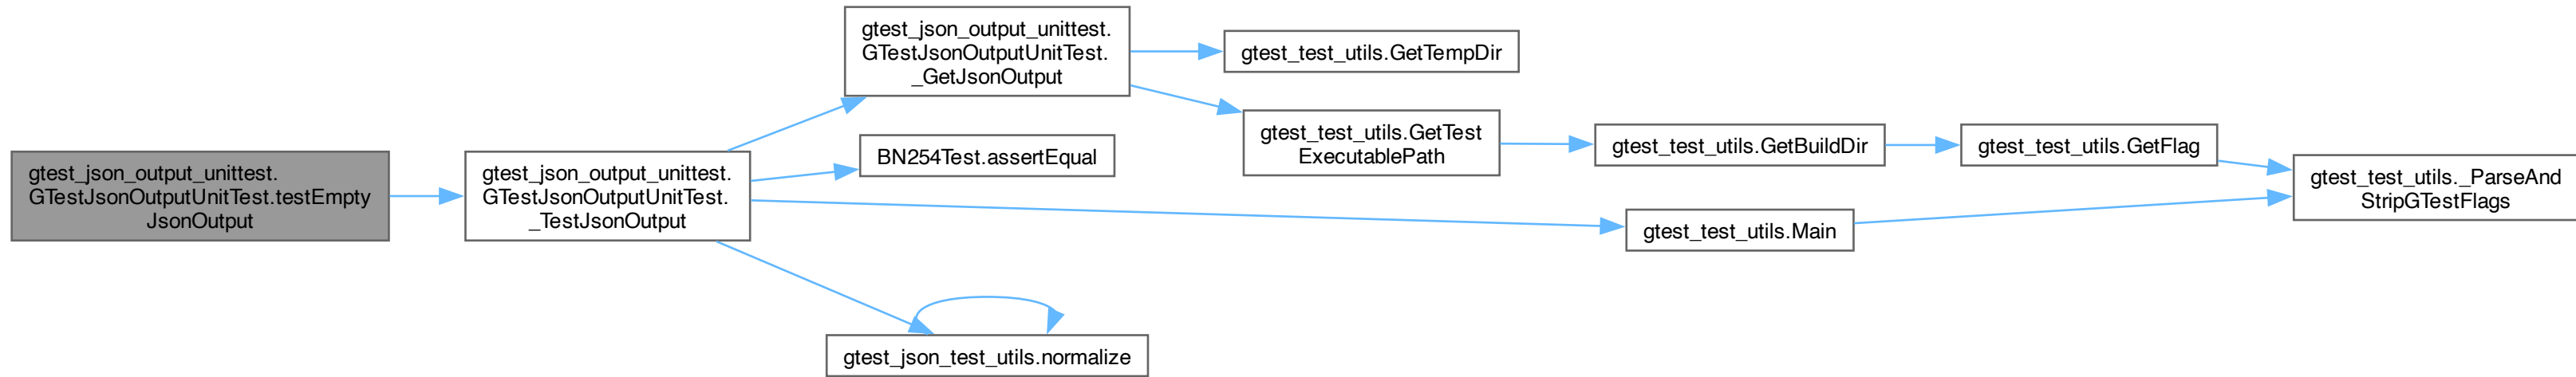 gtest_json_output_unittest.
GTestJsonOutputUnitTest.testEmpty
JsonOutput
gtest_json_output_unittest.
GTestJsonOutputUnitTest.
_TestJsonOutput
gtest_json_output_unittest.
GTestJsonOutputUnitTest.
_GetJsonOutput
gtest_test_utils.GetTempDir
gtest_test_utils.GetTest
ExecutablePath
gtest_test_utils.GetBuildDir
gtest_test_utils.GetFlag
gtest_test_utils._ParseAnd
StripGTestFlags
BN254Test.assertEqual
gtest_test_utils.Main
gtest_json_test_utils.normalize